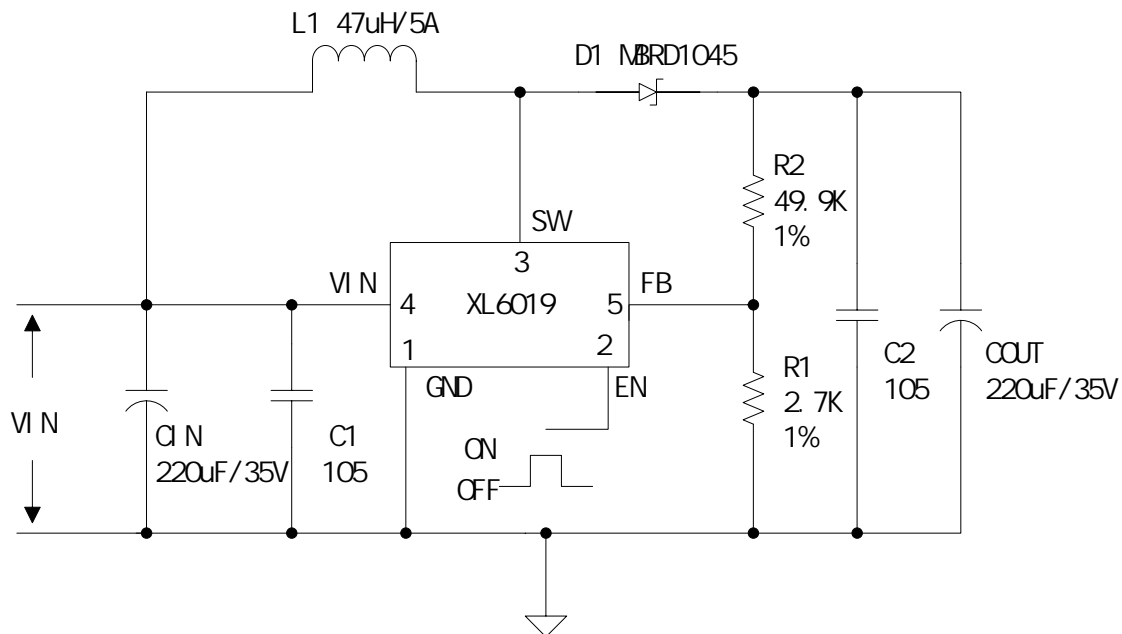 L1 47uH/5A
D1 MBRD1045
R2
49.9K
1%
SW
3
VIN
4
XL6019
5
FB
1
2
GND
EN
VIN
CIN
220uF/35V
C1
105
ON
OFF
R1
2.7K
1%
C2
105
COUT
220uF/35V